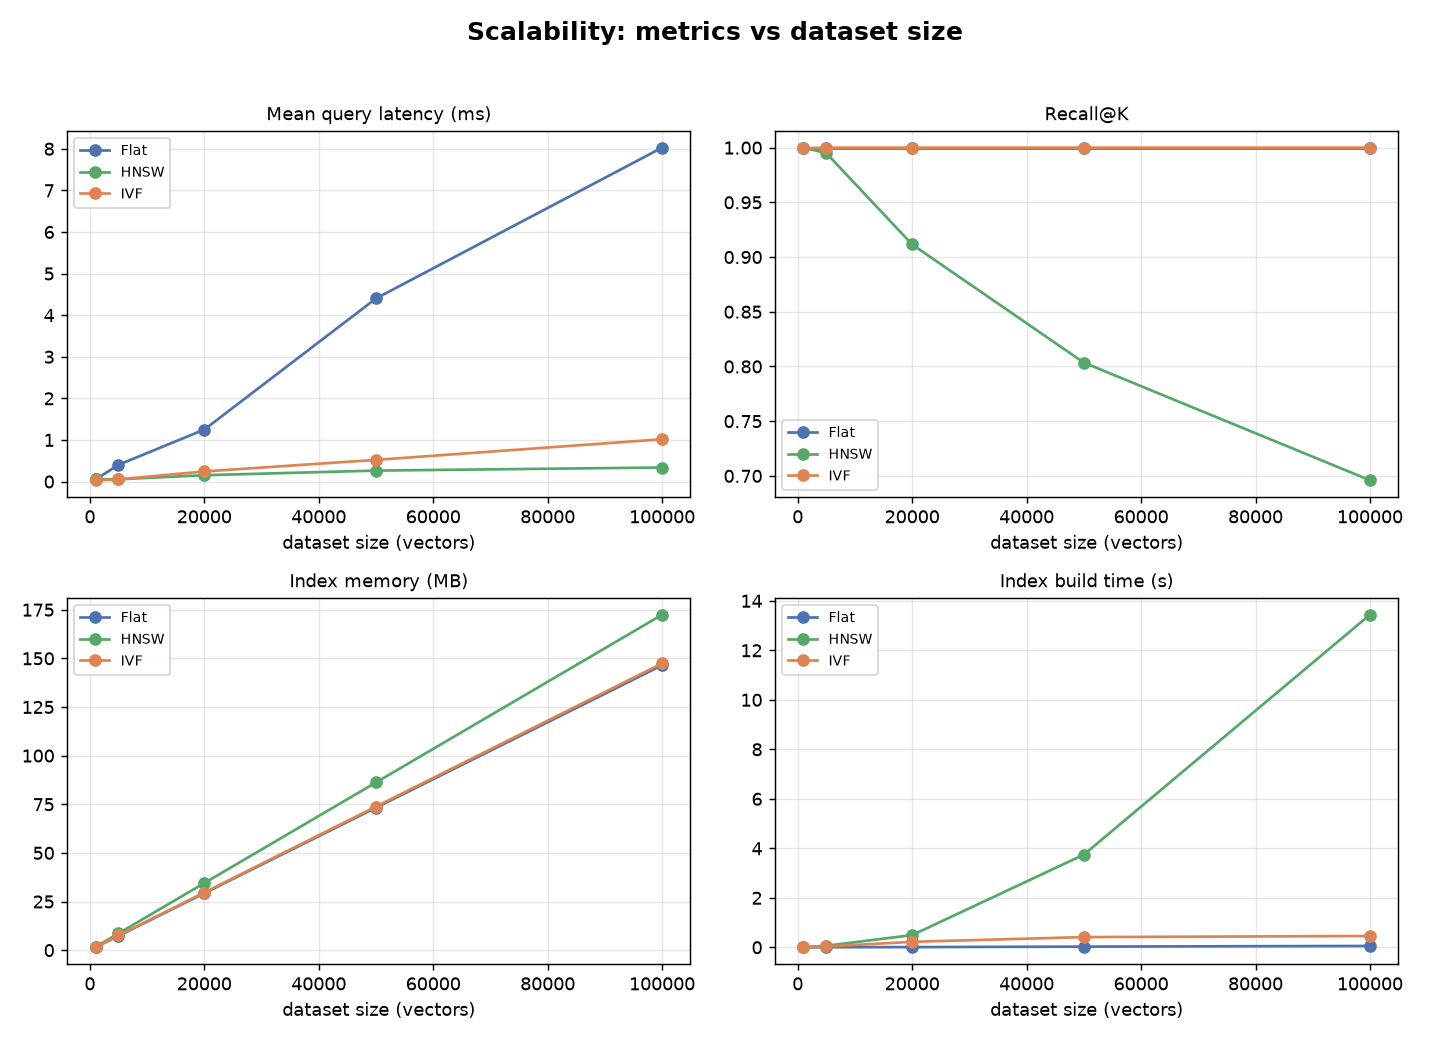 Scalability: metrics vs dataset size
Mean query latency (ms)
8
7
6
5
4
3
2
1
0
Flat
HNSW
IVF
0 20000 40000 60000 80000 100000
dataset size (vectors)
Recall@K
1.00
0.95
0.90
0.85
0.80
0.75
0.70
Flat
HNSW
IVF
0 20000 40000 60000 80000 100000
dataset size (vectors)
Index memory (MB)
175
150
125
100
75
50
25
0
Flat
HNSW
IVF
0 20000 40000 60000 80000 100000
dataset size (vectors)
Index build time (s)
14
12
10
8
6
4
2
0
Flat
HNSW
IVF
0 20000 40000 60000 80000 100000
dataset size (vectors)